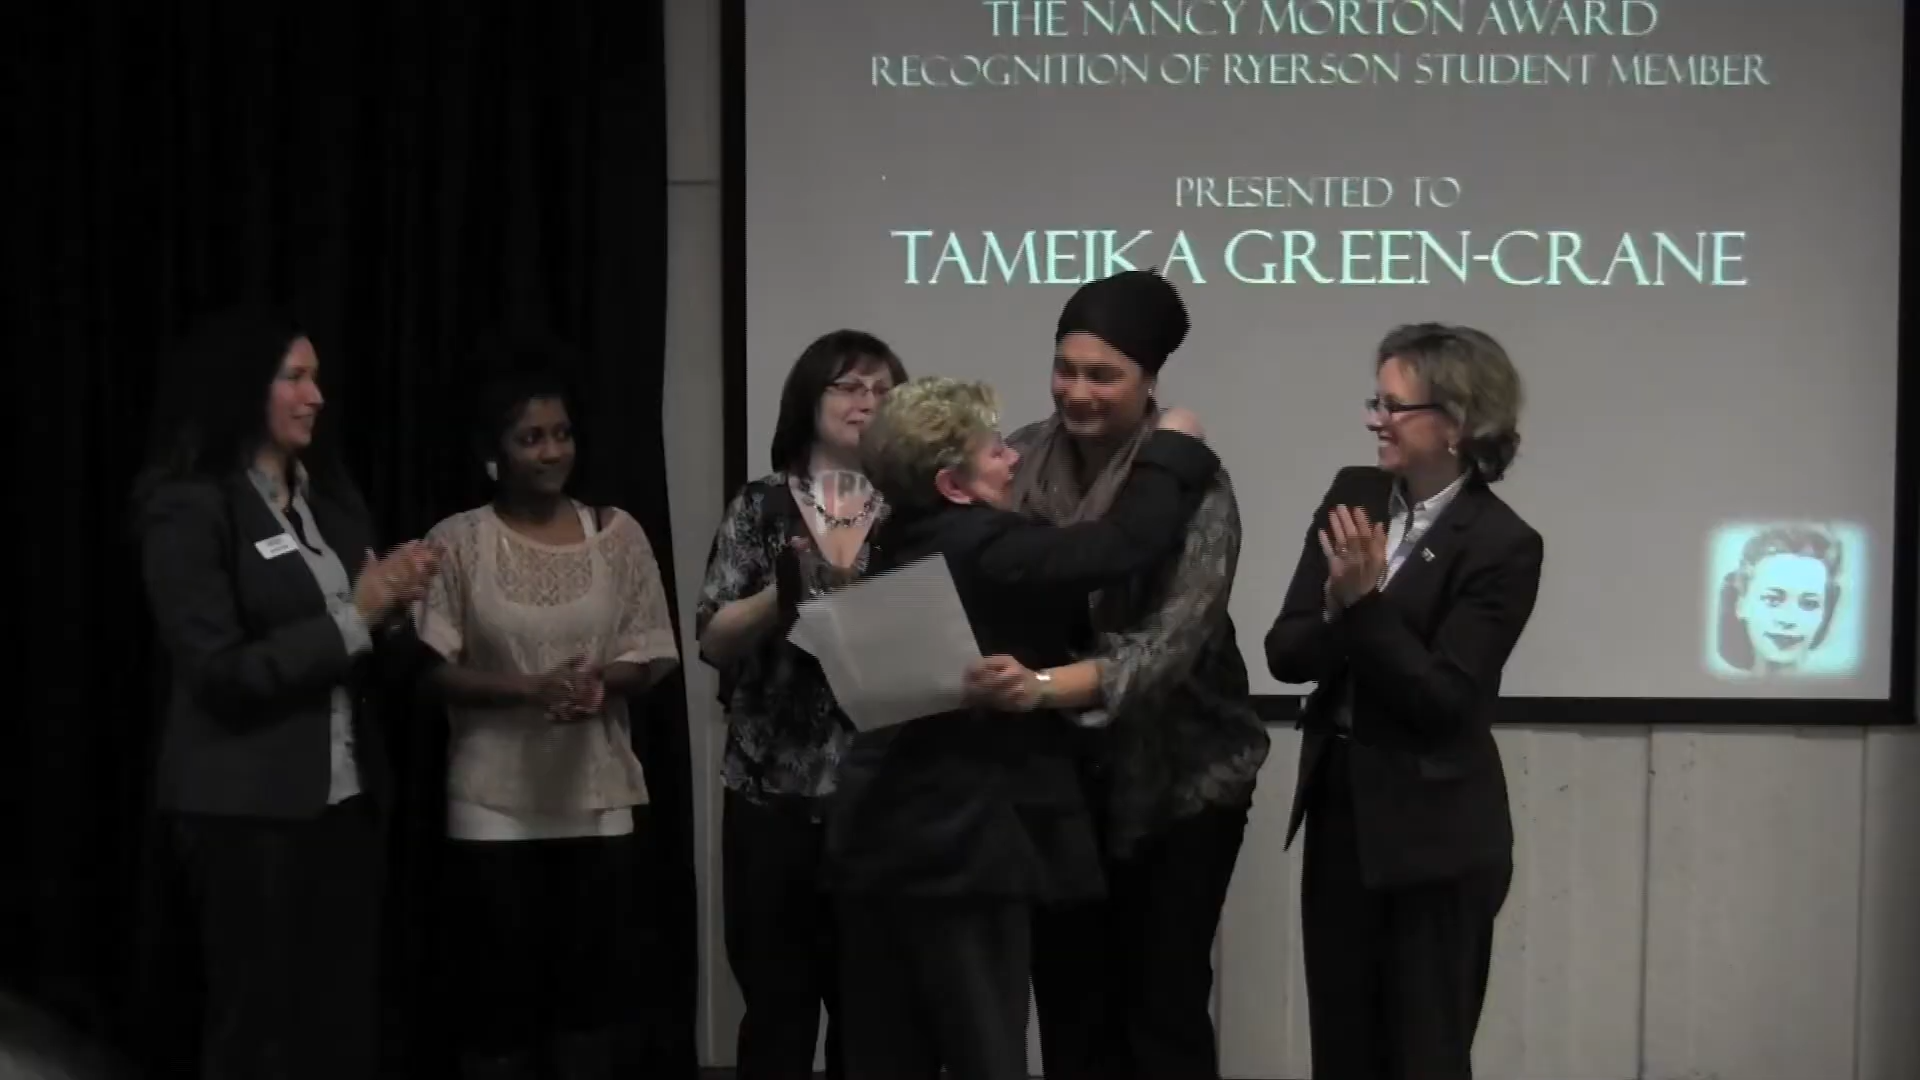 THE NANCY MORTON AWARD
RECOGNITION OF RYERSON STUDENT MEMBER
PRESENTED TO
TAMEIKA GREEN-CRANE